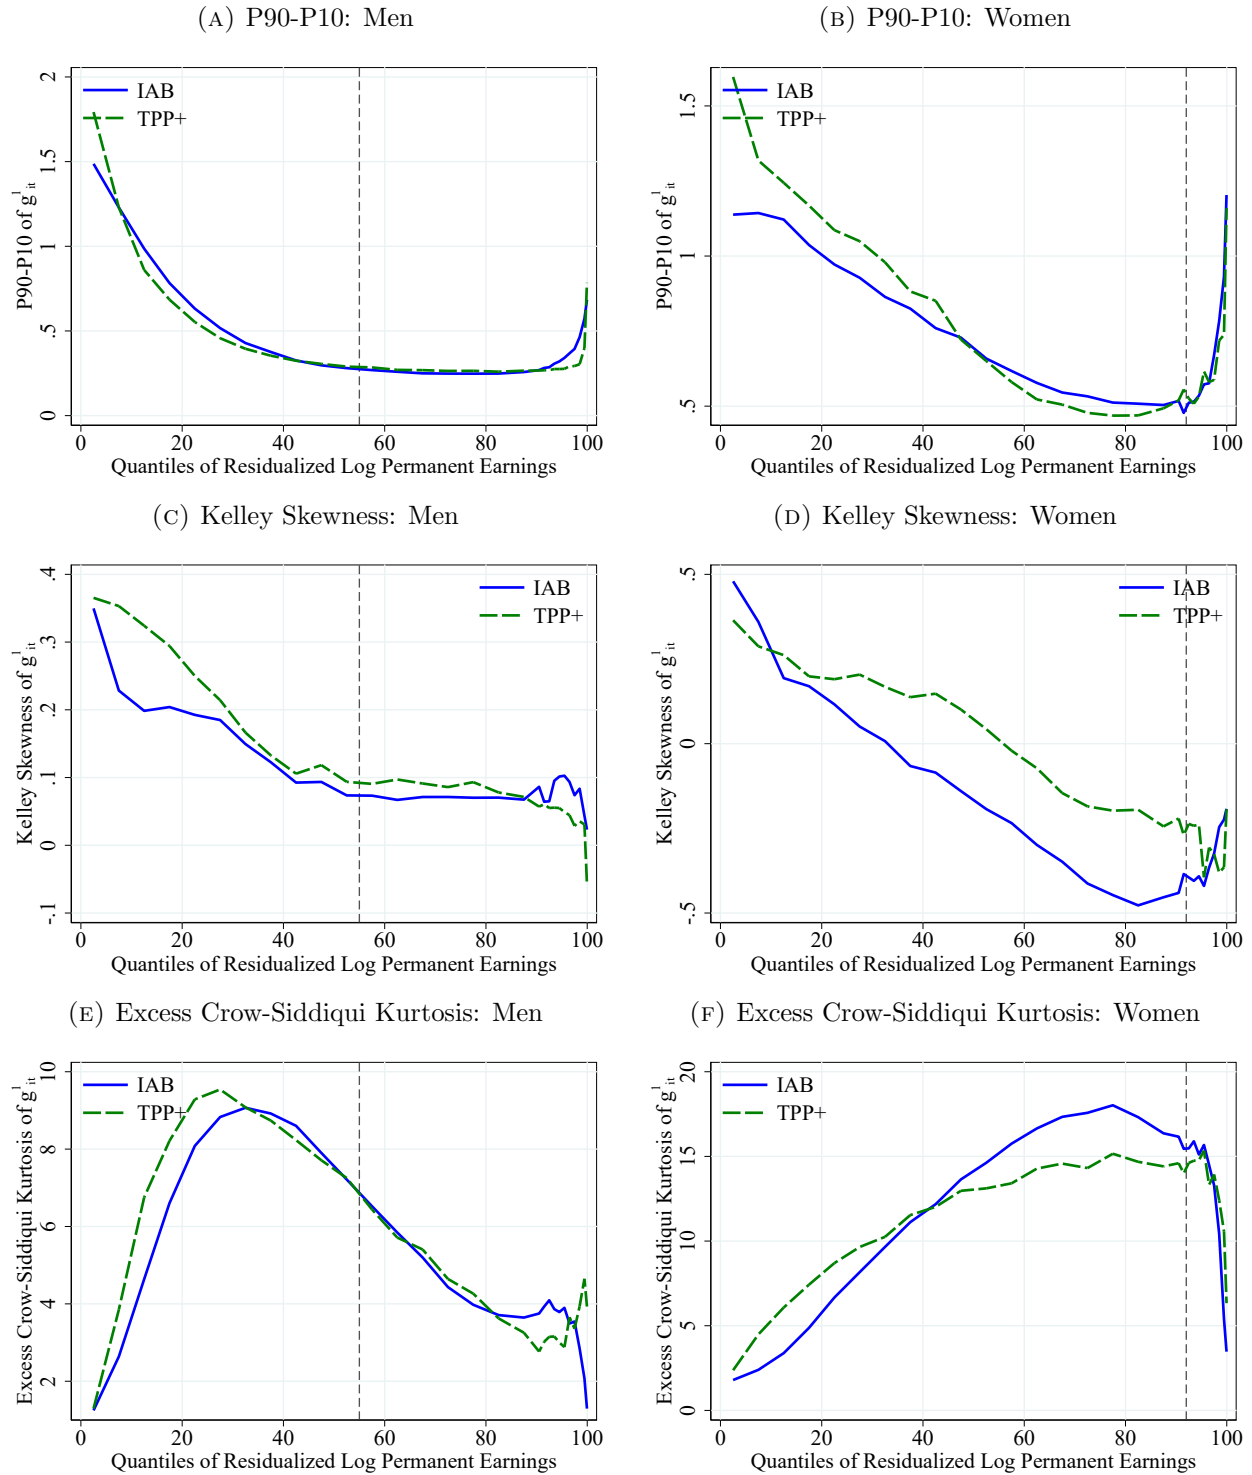 (A) P90-P10: Men
(B) P90-P10: Women
IAB
TPP+
P90-P10 of g¹ᵢₜ
2
1.5
1
.5
0
0 20 40 60 80 100
Quantiles of Residualized Log Permanent Earnings
IAB
TPP+
P90-P10 of g¹ᵢₜ
1.5
1
.5
0 20 40 60 80 100
Quantiles of Residualized Log Permanent Earnings
(C) Kelley Skewness: Men
(D) Kelley Skewness: Women
IAB
TPP+
Kelley Skewness of g¹ᵢₜ
.4
.3
.2
.1
0
-.1
0 20 40 60 80 100
Quantiles of Residualized Log Permanent Earnings
IAB
TPP+
Kelley Skewness of g¹ᵢₜ
.5
0
-.5
0 20 40 60 80 100
Quantiles of Residualized Log Permanent Earnings
(E) Excess Crow-Siddiqui Kurtosis: Men
(F) Excess Crow-Siddiqui Kurtosis: Women
IAB
TPP+
Excess Crow-Siddiqui Kurtosis of g¹ᵢₜ
10
8
6
4
2
0 20 40 60 80 100
Quantiles of Residualized Log Permanent Earnings
IAB
TPP+
Excess Crow-Siddiqui Kurtosis of g¹ᵢₜ
20
15
10
5
0
0 20 40 60 80 100
Quantiles of Residualized Log Permanent Earnings